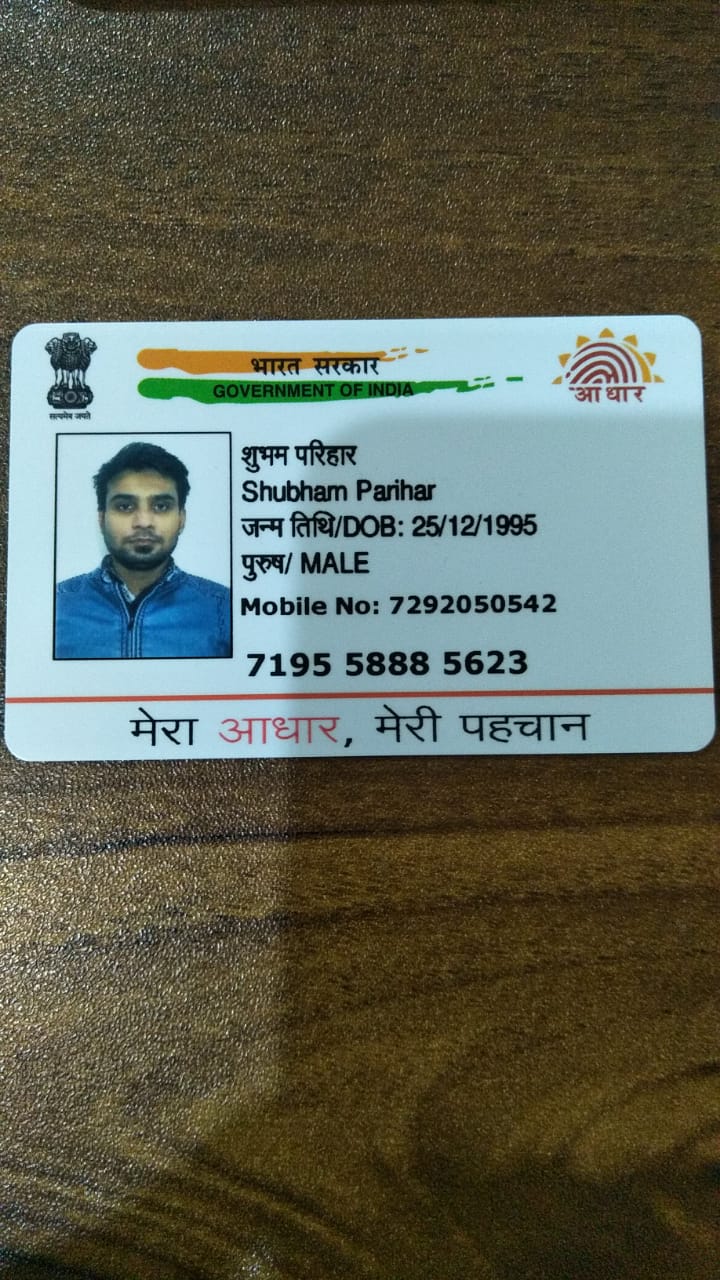 भारत सरकार
GOVERNMENT OF INDIA
सत्यमेव जयते
आधार
शुभम परिहार
Shubham Parihar
जन्म तिथि/DOB: 25/12/1995
पुरुष/ MALE
Mobile No: 7292050542
7195 5888 5623
मेरा आधार, मेरी पहचान